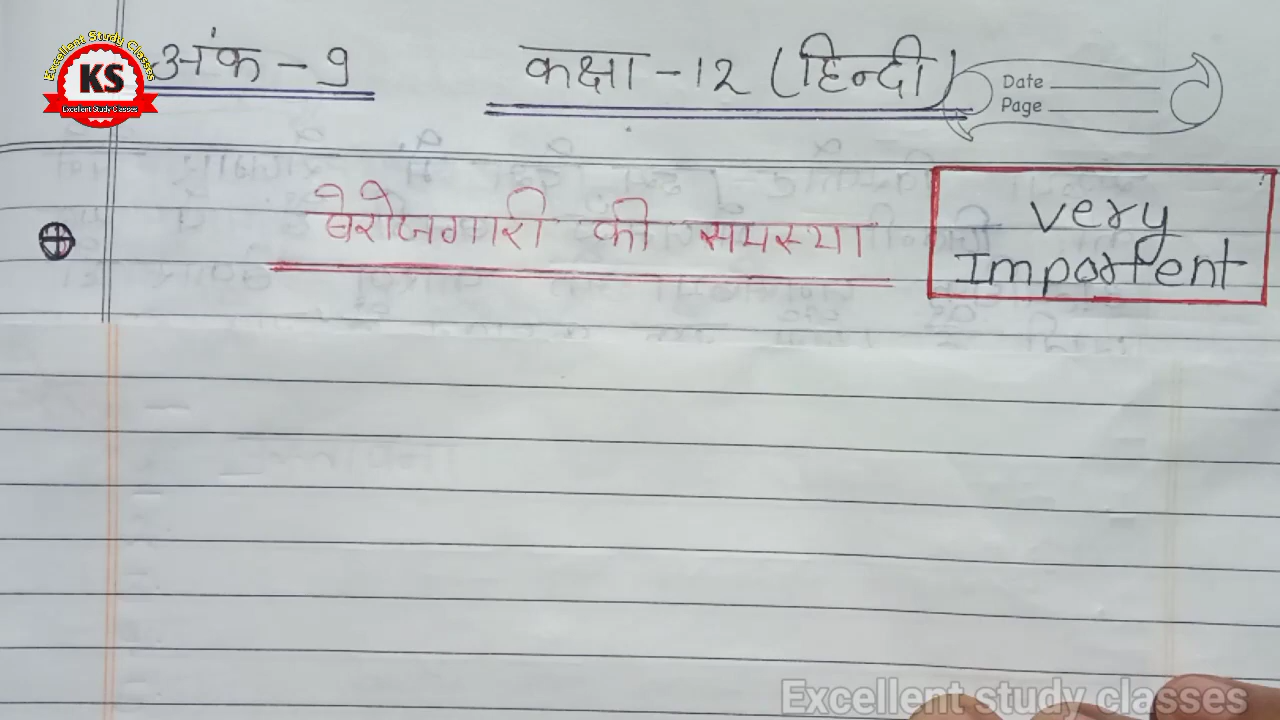 Excellent Study Classes
KS
Excellent Study Classes
अंक - 9
कक्षा - 12 (हिन्दी)
Date
Page
बेरोजगारी की समस्या
very
Importent
Excellent study classes